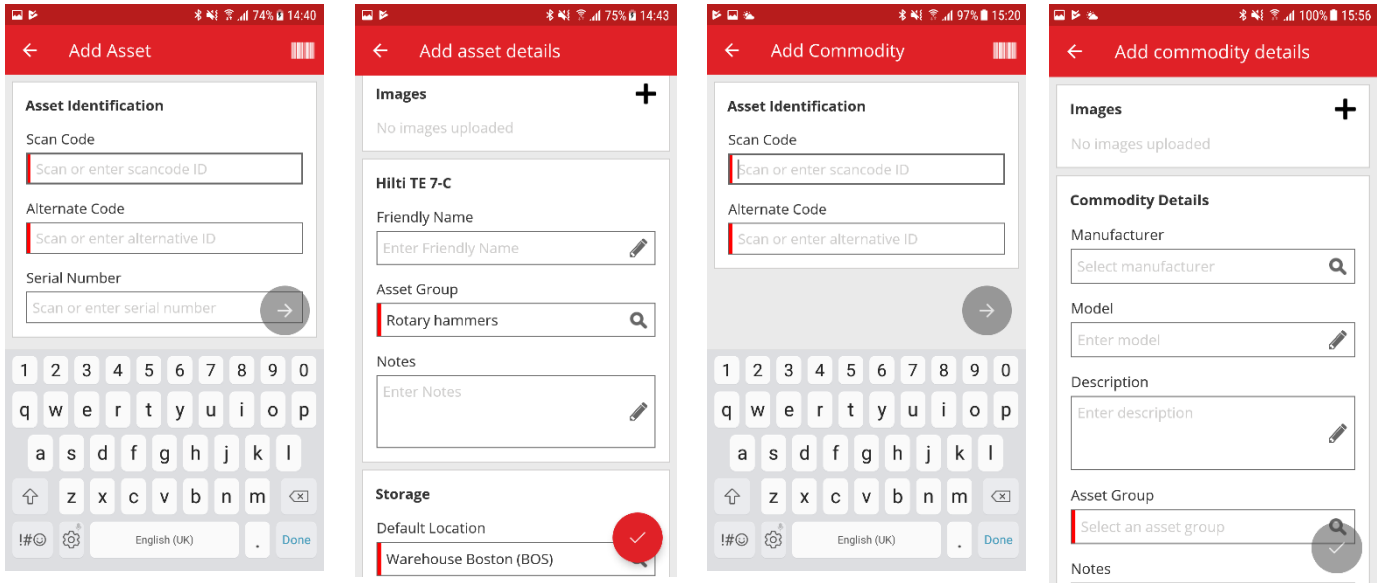 74% 14:40
Add Asset
Asset Identification
Scan Code
Scan or enter scancode ID
Alternate Code
Scan or enter alternative ID
Serial Number
Scan or enter serial number
1 2 3 4 5 6 7 8 9 0
q w e r t y u i o p
a s d f g h j k l
z x c v b n m
!#☺ English (UK) . Done
75% 14:43
Add asset details
Images
No images uploaded
Hilti TE 7-C
Friendly Name
Enter Friendly Name
Asset Group
Rotary hammers
Notes
Enter Notes
Storage
Default Location
Warehouse Boston (BOS)
97% 15:20
Add Commodity
Asset Identification
Scan Code
Scan or enter scancode ID
Alternate Code
Scan or enter alternative ID
1 2 3 4 5 6 7 8 9 0
q w e r t y u i o p
a s d f g h j k l
z x c v b n m
!#☺ English (UK) . Done
100% 15:56
Add commodity details
Images
No images uploaded
Commodity Details
Manufacturer
Select manufacturer
Model
Enter model
Description
Enter description
Asset Group
Select an asset group
Notes